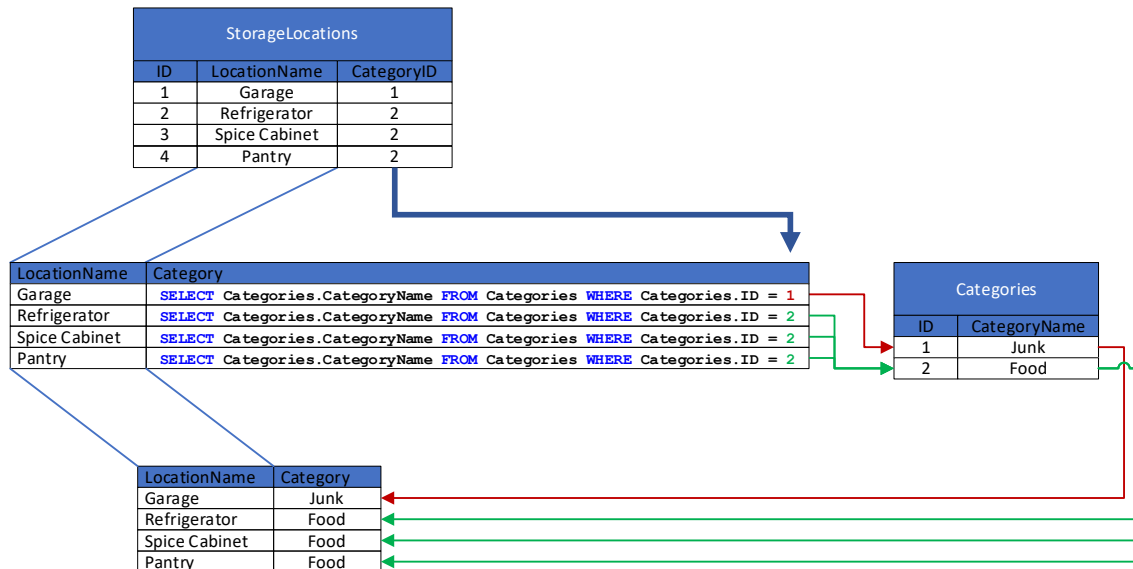 StorageLocations
ID LocationName CategoryID
1 Garage 1
2 Refrigerator 2
3 Spice Cabinet 2
4 Pantry 2
LocationName Category
Garage SELECT Categories.CategoryName FROM Categories WHERE Categories.ID = 1
Refrigerator SELECT Categories.CategoryName FROM Categories WHERE Categories.ID = 2
Spice Cabinet SELECT Categories.CategoryName FROM Categories WHERE Categories.ID = 2
Pantry SELECT Categories.CategoryName FROM Categories WHERE Categories.ID = 2
Categories
ID CategoryName
1 Junk
2 Food
LocationName Category
Garage Junk
Refrigerator Food
Spice Cabinet Food
Pantry Food